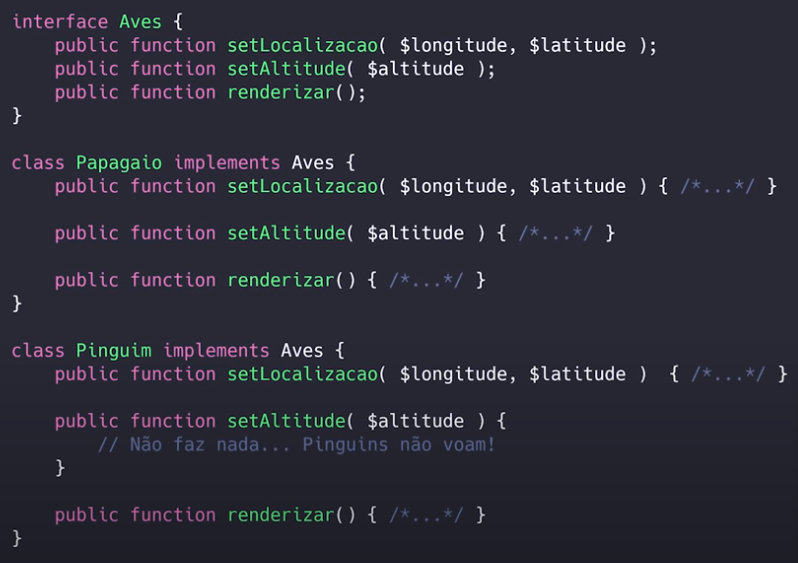 interface Aves {
    public function setLocalizacao( $longitude, $latitude );
    public function setAltitude( $altitude );
    public function renderizar();
}
class Papagaio implements Aves {
    public function setLocalizacao( $longitude, $latitude ) { /*...*/ }
    public function setAltitude( $altitude ) { /*...*/ }
    public function renderizar() { /*...*/ }
}
class Pinguim implements Aves {
    public function setLocalizacao( $longitude, $latitude )  { /*...*/ }
    public function setAltitude( $altitude ) {
        // Não faz nada... Pinguins não voam!
    }
    public function renderizar() { /*...*/ }
}